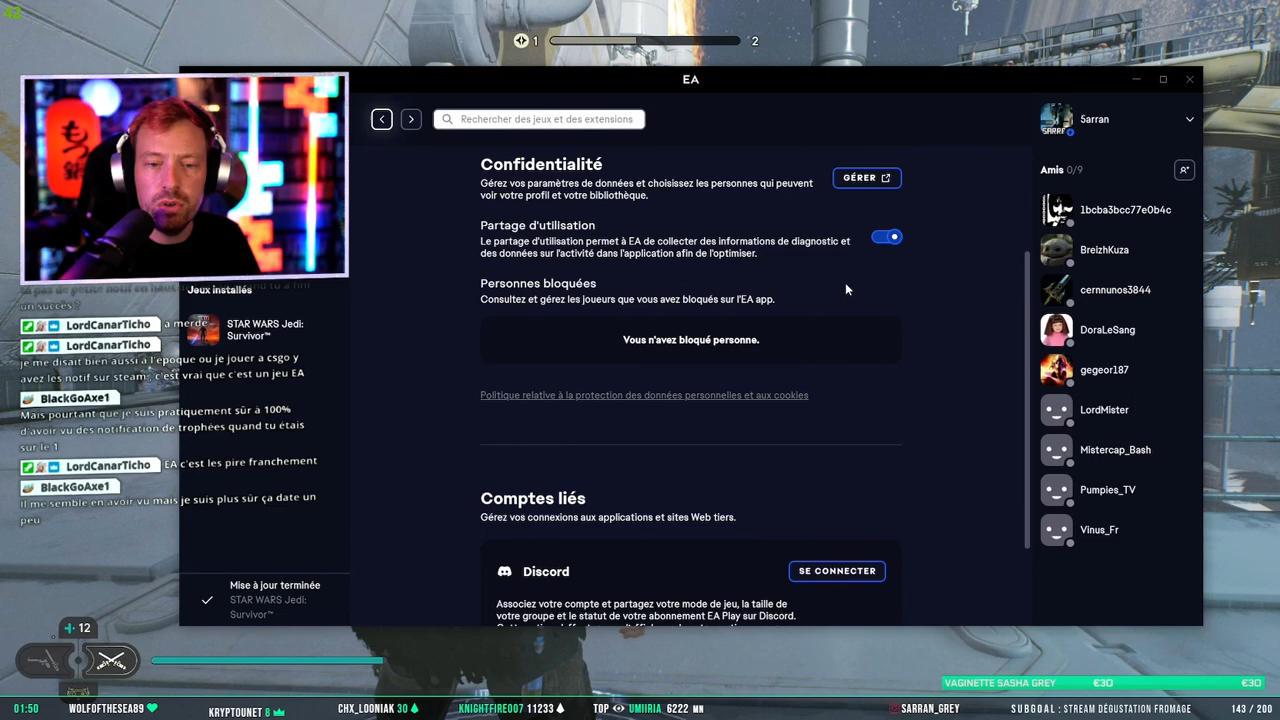 42
1
2
EA
Rechercher des jeux et des extensions
5arran
SARRAN
もつ鍋
Confidentialité
Gérez vos paramètres de données et choisissez les personnes qui peuvent
voir votre profil et votre bibliothèque.
GÉRER
Partage d'utilisation
Le partage d'utilisation permet à EA de collecter des informations de diagnostic et
des données sur l'activité dans l'application afin de l'optimiser.
Personnes bloquées
Consultez et gérez les joueurs que vous avez bloqués sur l'EA app.
Vous n'avez bloqué personne.
Politique relative à la protection des données personnelles et aux cookies
Comptes liés
Gérez vos connexions aux applications et sites Web tiers.
Discord
SE CONNECTER
Associez votre compte et partagez votre mode de jeu, la taille de
votre groupe et le statut de votre abonnement EA Play sur Discord.
Amis 0/9
1bcba3bcc77e0b4c
BreizhKuza
cernnunos3844
DoraLeSang
gegeor187
LordMister
Mistercap_Bash
Pumpies_TV
Vinus_Fr
Jeux installés
STAR WARS Jedi:
Survivor™
un succès ?
LordCanarTicho a merde
LordCanarTicho
je me disait bien aussi à l'epoque ou je jouer a csgo y
avez les notif sur steam; c'est vrai que c'est un jeu EA
BlackGoAxe1
Mais pourtant que je suis pratiquement sûr à 100%
d'avoir vu des notification de trophées quand tu étais
sur le 1
LordCanarTicho EA c'est les pire franchement
BlackGoAxe1
Il me semble en avoir vu mais je suis plus sûr ça date un
peu
Mise à jour terminée
STAR WARS Jedi:
Survivor™
12
VAGINETTE SASHA GREY €30 €30
01:50 WOLFOFTHESEA89 KRYPTOUNET 8 CHX_LOONIAK 30 KNIGHTFIRE007 11233 TOP UMIIRIA 6222 MN SARRAN_GREY SUBGOAL : STREAM DÉGUSTATION FROMAGE 143 / 200